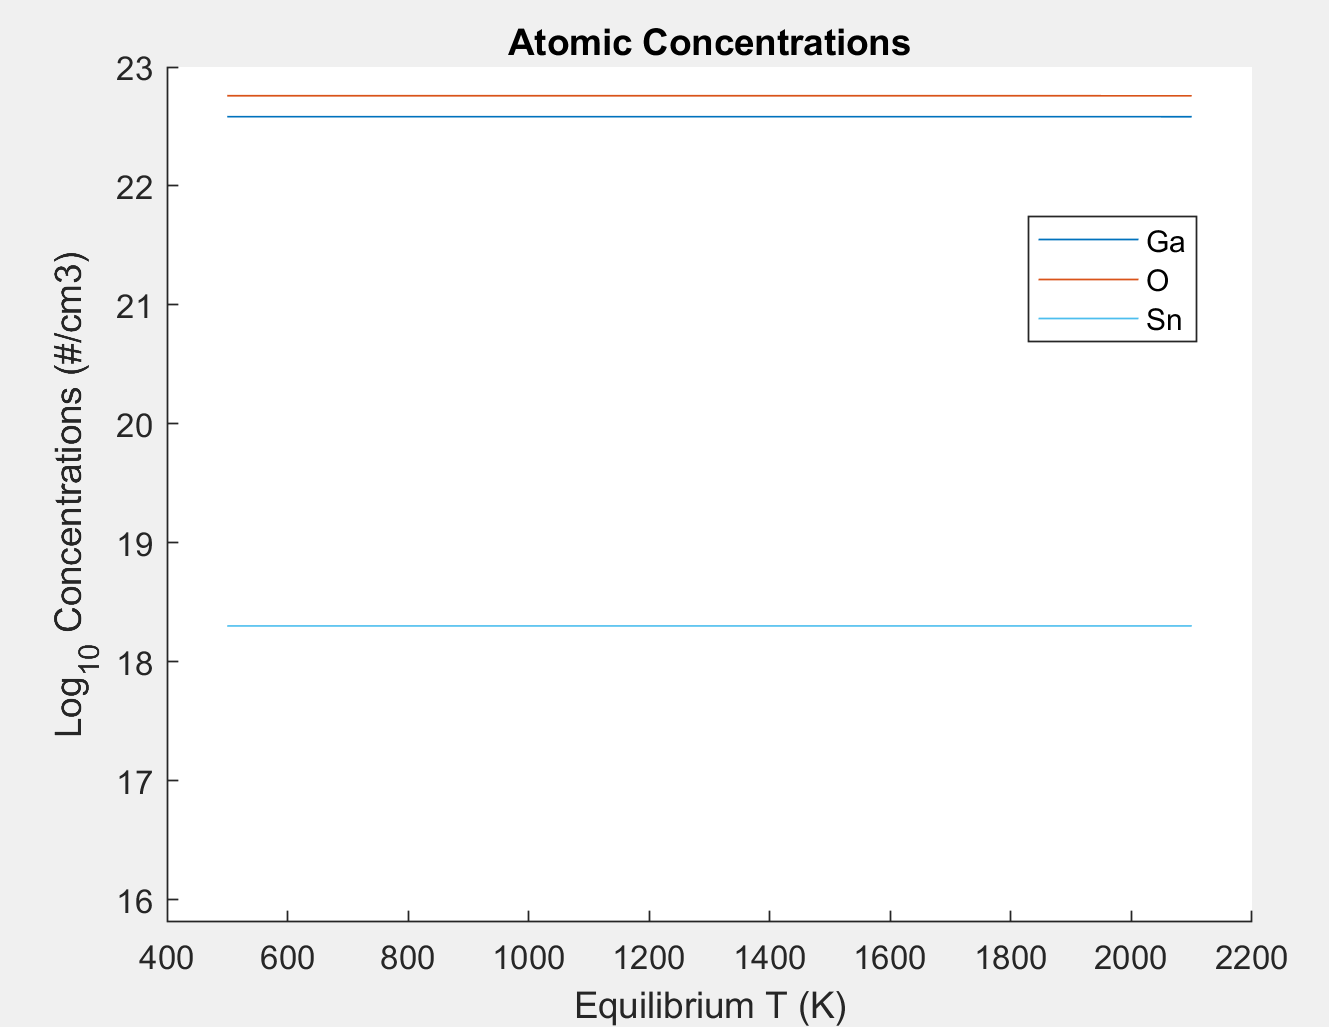 Atomic Concentrations
23
22
21
20
19
18
17
16
Log10 Concentrations (#/cm3)
Ga
O
Sn
400 600 800 1000 1200 1400 1600 1800 2000 2200
Equilibrium T (K)